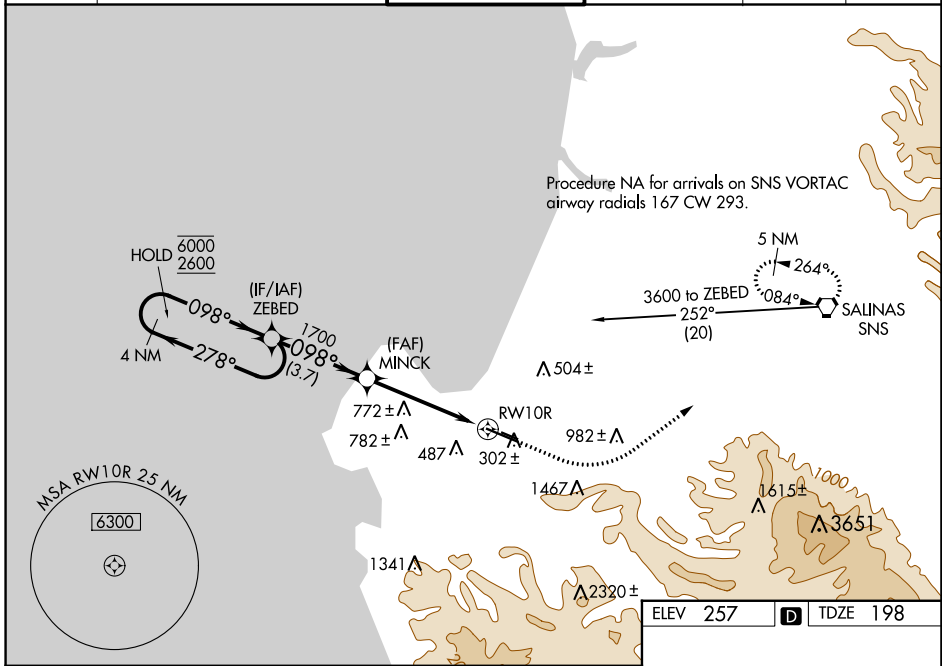 Procedure NA for arrivals on SNS VORTAC
airway radials 167 CW 293.
HOLD
6000
2600
5 NM
264°
(IF/IAF)
ZEBED
098°
3600 to ZEBED
084°
252°
(20)
SALINAS
SNS
1700
098°
(3.7)
4 NM
278°
(FAF)
MINCK
504±
772±
RW10R
782±
487
302±
982±
MSA RW10R 25 NM
6300
1467
1000
1615±
3651
1341
2320±
ELEV 257
D
TDZE 198